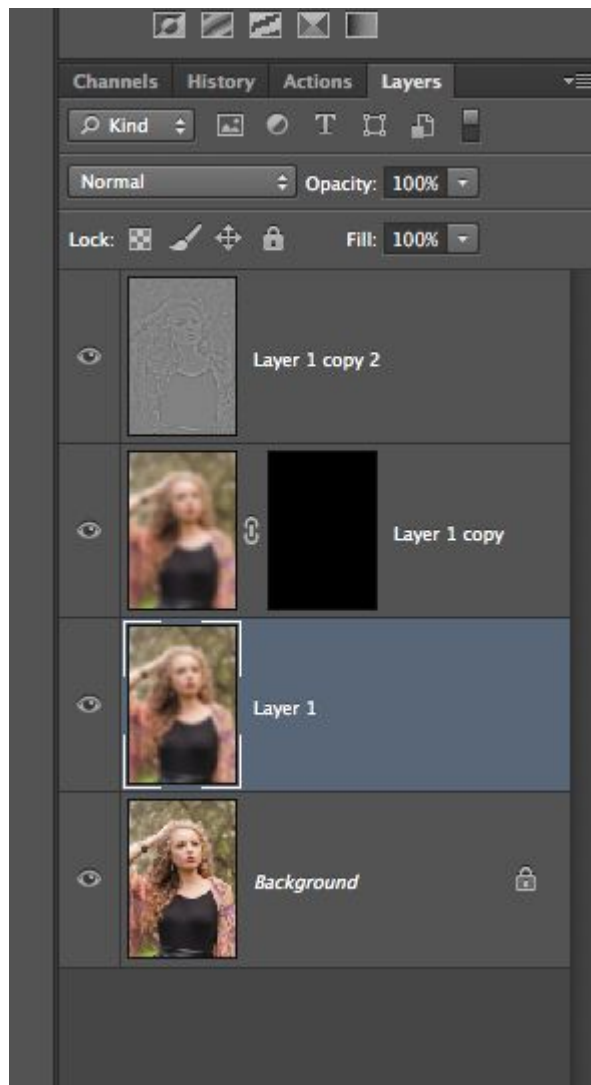 Channels History Actions Layers
Kind T
Normal Opacity: 100%
Lock: Fill: 100%
Layer 1 copy 2
Layer 1 copy
Layer 1
Background